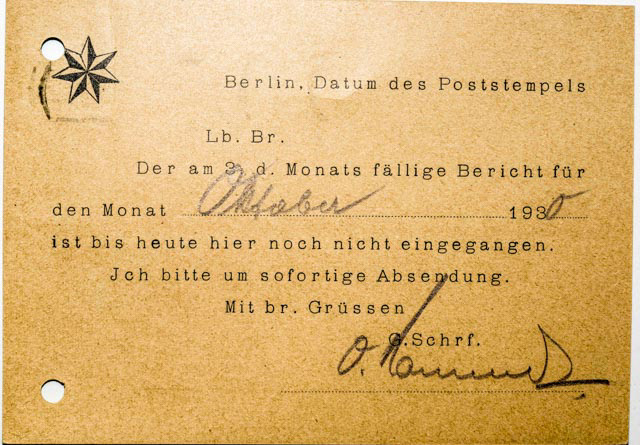 Berlin, Datum des Poststempels
Lb. Br.
Der am 3. d. Monats fällige Bericht für
den Monat Oktober 1930
ist bis heute hier noch nicht eingegangen.
Jch bitte um sofortige Absendung.
Mit br. Grüssen
G.Schrf.
O.